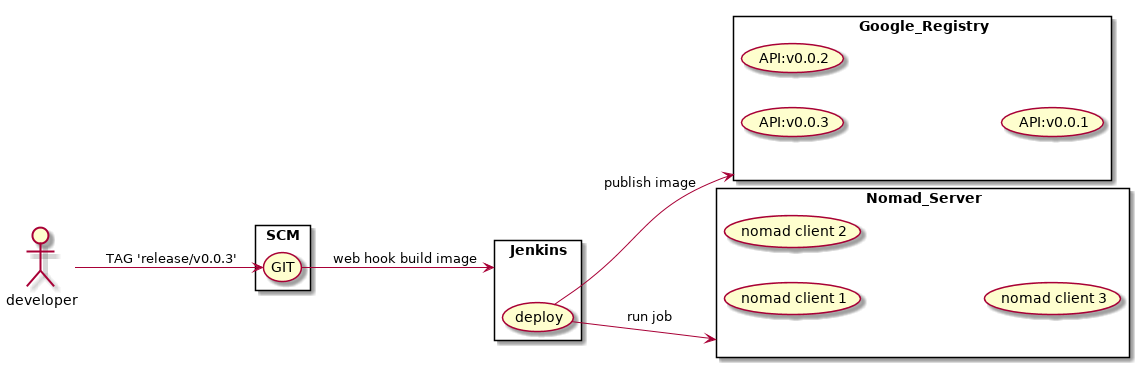 Google_Registry
API:v0.0.2
API:v0.0.3
API:v0.0.1
publish image
Nomad_Server
nomad client 2
nomad client 1
nomad client 3
SCM
GIT
TAG 'release/v0.0.3'
web hook build image
Jenkins
deploy
run job
developer